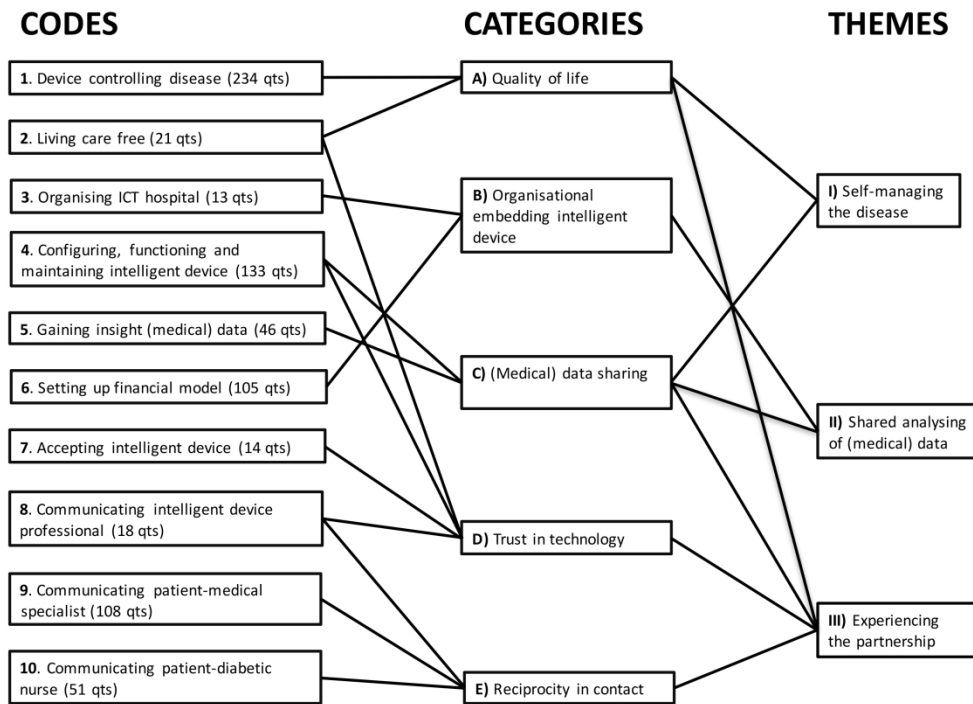 CODES
CATEGORIES
THEMES
1. Device controlling disease (234 qts)
2. Living care free (21 qts)
3. Organising ICT hospital (13 qts)
4. Configuring, functioning and
maintaining intelligent device (133 qts)
5. Gaining insight (medical) data (46 qts)
6. Setting up financial model (105 qts)
7. Accepting intelligent device (14 qts)
8. Communicating intelligent device
professional (18 qts)
9. Communicating patient-medical
specialist (108 qts)
10. Communicating patient-diabetic
nurse (51 qts)
A) Quality of life
B) Organisational
embedding intelligent
device
C) (Medical) data sharing
D) Trust in technology
E) Reciprocity in contact
I) Self-managing
the disease
II) Shared analysing
of (medical) data
III) Experiencing
the partnership